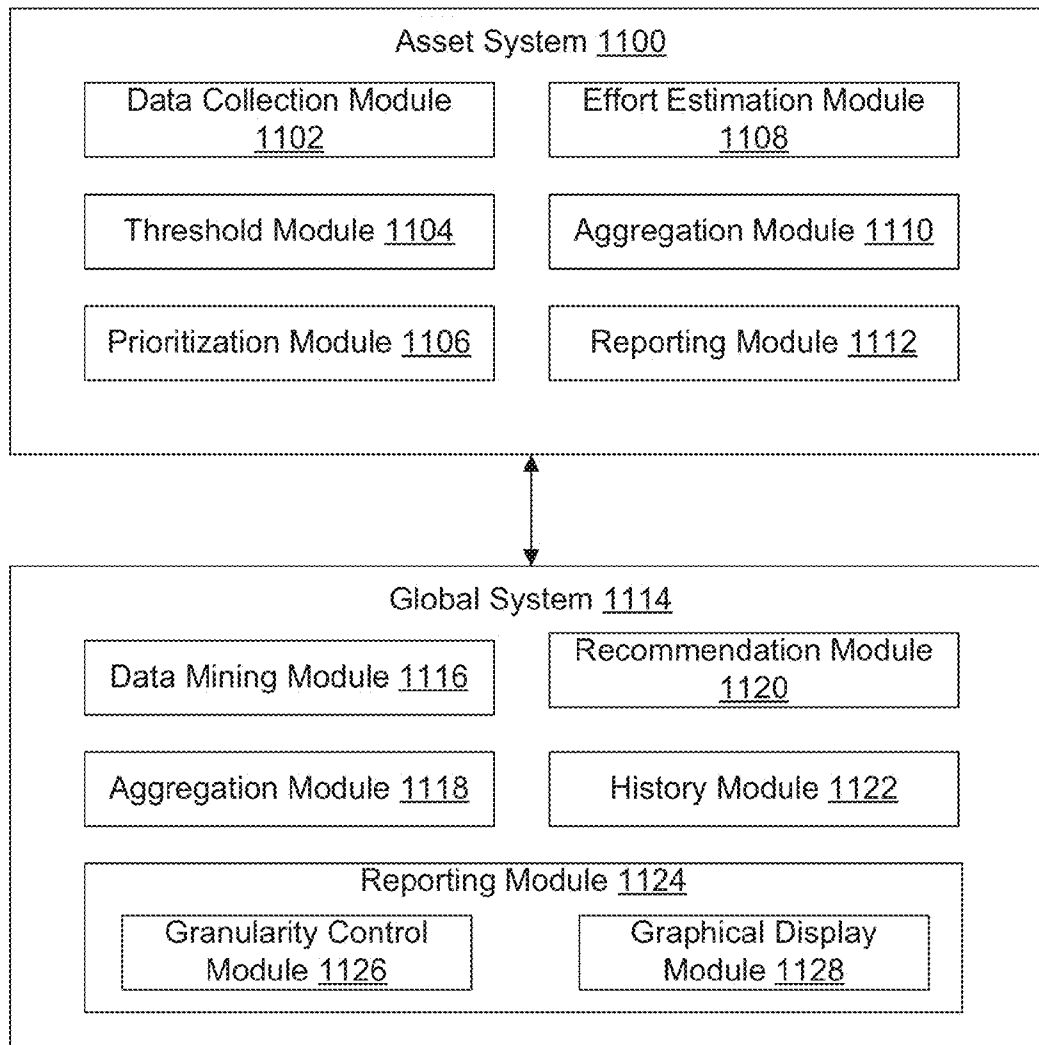 Asset System 1100
Data Collection Module
1102
Effort Estimation Module
1108
Threshold Module 1104
Aggregation Module 1110
Prioritization Module 1106
Reporting Module 1112
Global System 1114
Data Mining Module 1116
Recommendation Module
1120
Aggregation Module 1118
History Module 1122
Reporting Module 1124
Granularity Control
Module 1126
Graphical Display
Module 1128